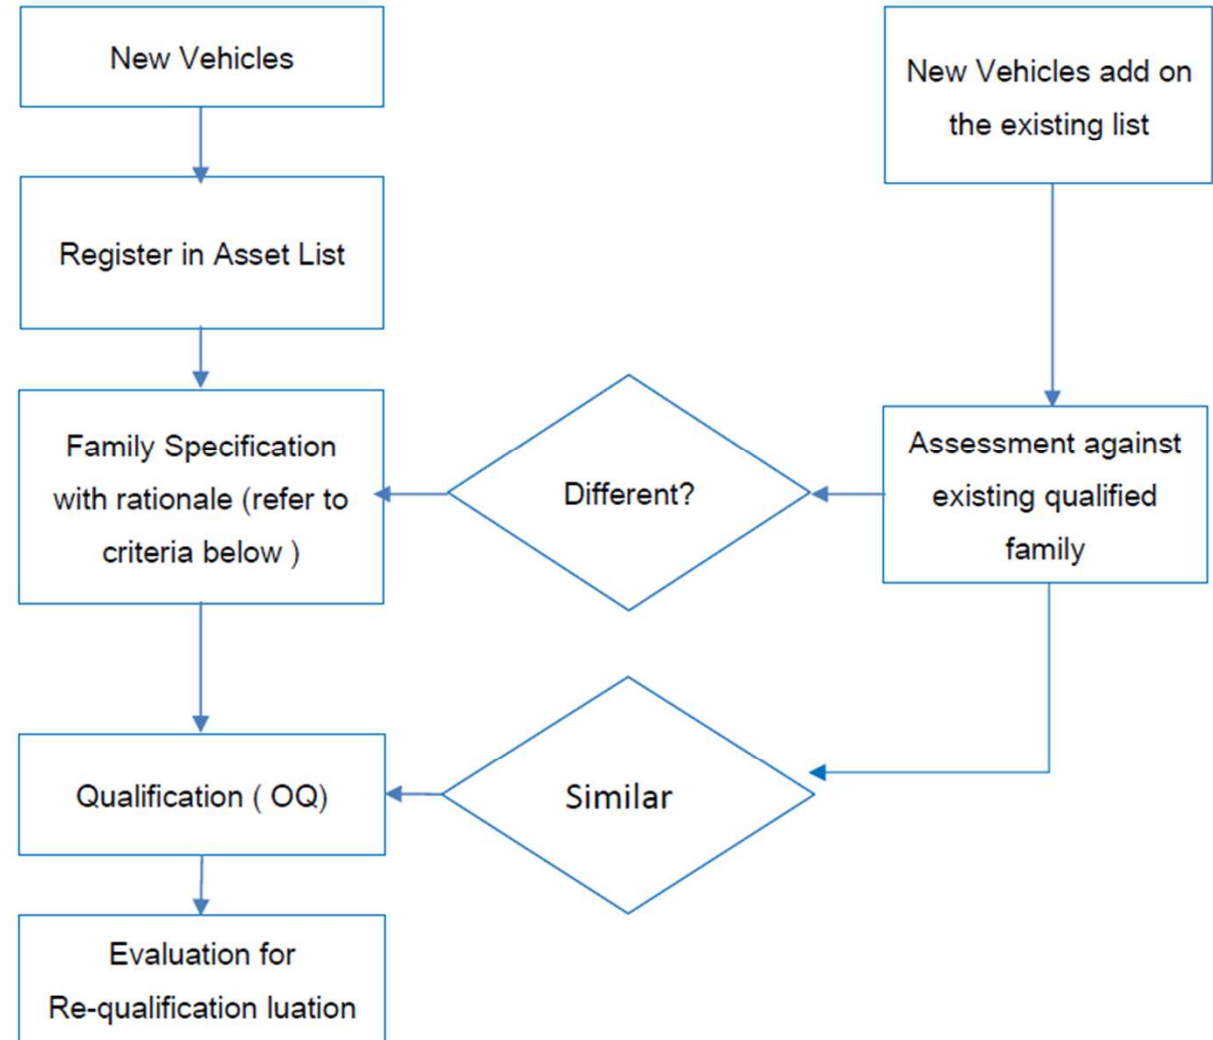 New Vehicles
New Vehicles add on
the existing list
Register in Asset List
Family Specification
with rationale (refer to
criteria below )
Different?
Assessment against
existing qualified
family
Qualification ( OQ)
Similar
Evaluation for
Re-qualification luation